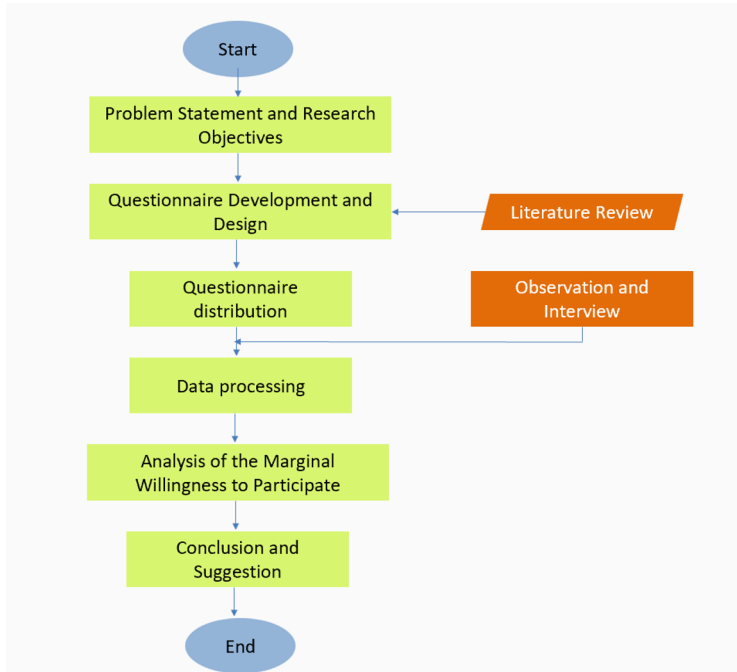 Start
Problem Statement and Research
Objectives
Questionnaire Development and
Design
Literature Review
Questionnaire
distribution
Observation and
Interview
Data processing
Analysis of the Marginal
Willingness to Participate
Conclusion and
Suggestion
End